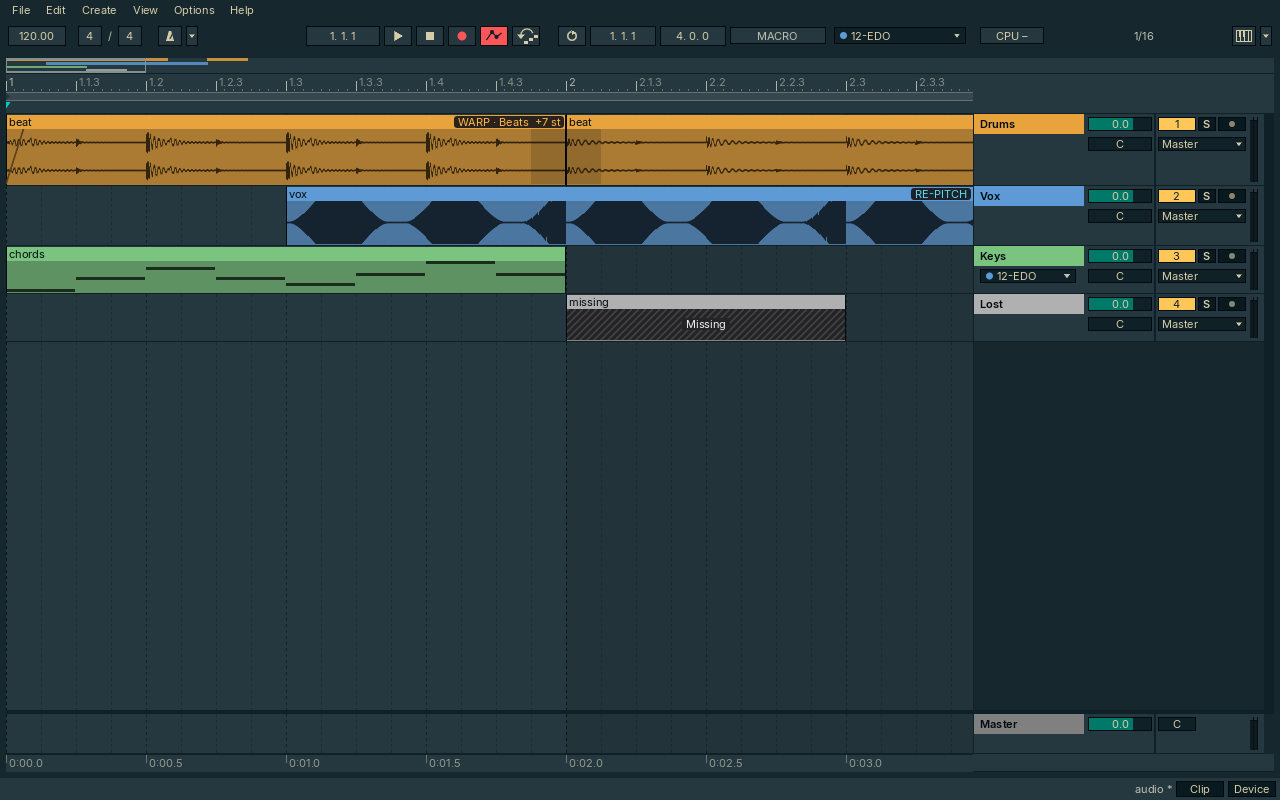 File Edit Create View Options Help
120.00 4 / 4 1. 1. 1 1. 1. 1 4. 0. 0 MACRO 12-EDO CPU – 1/16
1 1.1.3 1.2 1.2.3 1.3 1.3.3 1.4 1.4.3 2 2.1.3 2.2 2.2.3 2.3 2.3.3
beat WARP · Beats +7 st beat Drums 0.0 1 S
C Master
vox RE-PITCH Vox 0.0 2 S
C Master
chords Keys 0.0 3 S
12-EDO C Master
missing Lost 0.0 4 S
Missing C Master
Master 0.0 C
0:00.0 0:00.5 0:01.0 0:01.5 0:02.0 0:02.5 0:03.0
audio * Clip Device